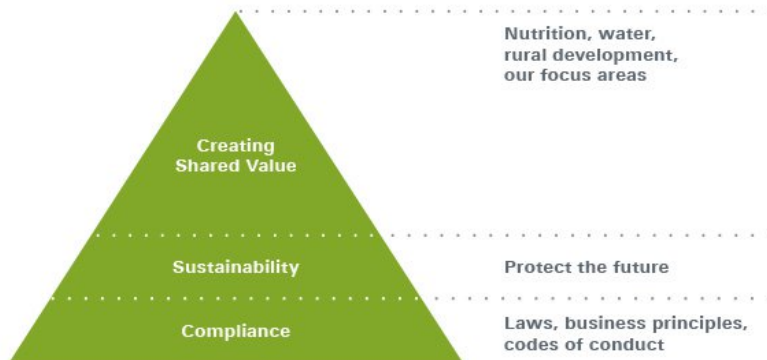 Nutrition, water,
rural development,
our focus areas
Creating
Shared Value
Sustainability
Protect the future
Compliance
Laws, business principles,
codes of conduct